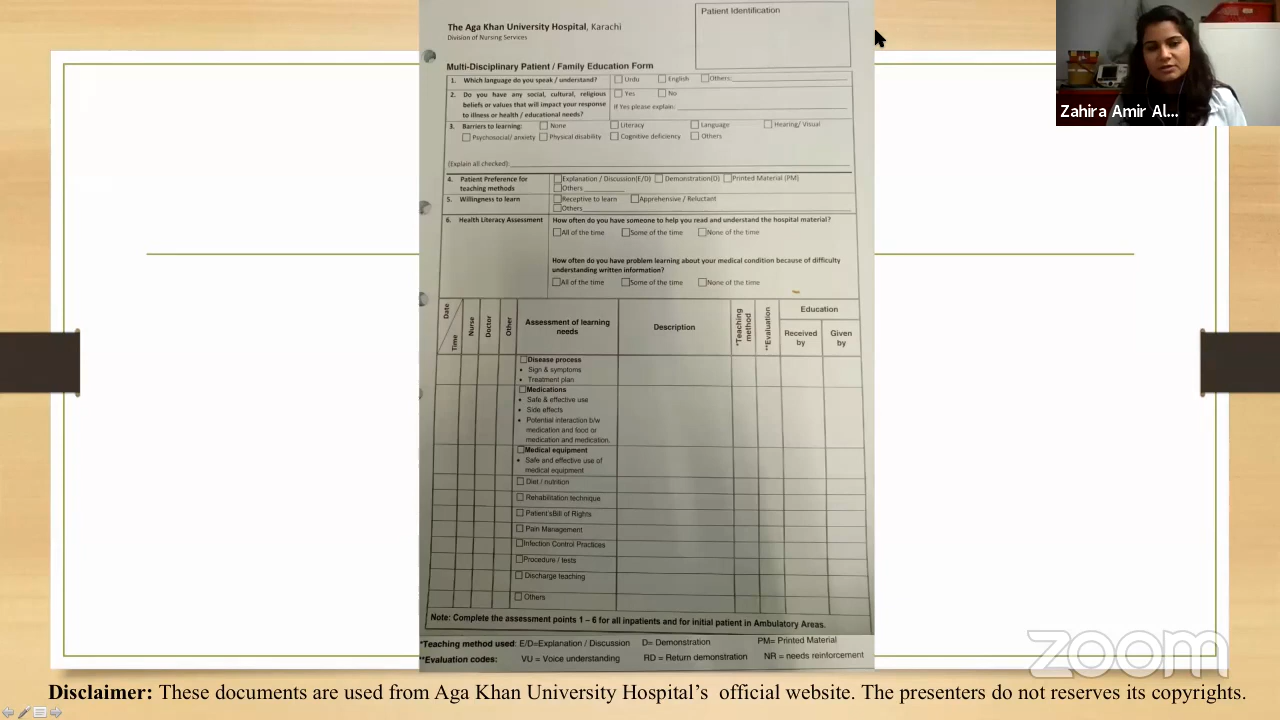 The Aga Khan University Hospital, Karachi
Division of Nursing Services
Patient Identification
Multi-Disciplinary Patient / Family Education Form
1. Which language do you speak / understand? Urdu English Others:
2. Do you have any social, cultural, religious beliefs or values that will impact your response to illness or health / educational needs? Yes No
If Yes please explain:
3. Barriers to learning: None Literacy Language Hearing/ Visual
Psychosocial/ anxiety Physical disability Cognitive deficiency Others
(Explain all checked):
4. Patient Preference for teaching methods Explanation / Discussion(E/D) Demonstration(D) Printed Material (PM)
Others
5. Willingness to learn Receptive to learn Apprehensive / Reluctant
Others
6. Health Literacy Assessment How often do you have someone to help you read and understand the hospital material?
All of the time Some of the time None of the time
How often do you have problem learning about your medical condition because of difficulty
understanding written information?
All of the time Some of the time None of the time
Date
Time
Nurse
Doctor
Other
Assessment of learning
needs
Description
*Teaching
method
**Evaluation
Education
Received
by
Given
by
Disease process
• Sign & symptoms
• Treatment plan
Medications
• Safe & effective use
• Side effects
• Potential interaction b/w
medication and food or
medication and medication.
Medical equipment
• Safe and effective use of
medical equipment
Diet / nutrition
Rehabilitation technique
Patient'sBill of Rights
Pain Management
Infection Control Practices
Procedure / tests
Discharge teaching
Others
Note: Complete the assessment points 1 – 6 for all inpatients and for initial patient in Ambulatory Areas.
*Teaching method used: E/D=Explanation / Discussion D= Demonstration PM= Printed Material
**Evaluation codes: VU = Voice understanding RD = Return demonstration NR = needs reinforcement
Zahira Amir Al...
zoom
Disclaimer: These documents are used from Aga Khan University Hospital's official website. The presenters do not reserves its copyrights.